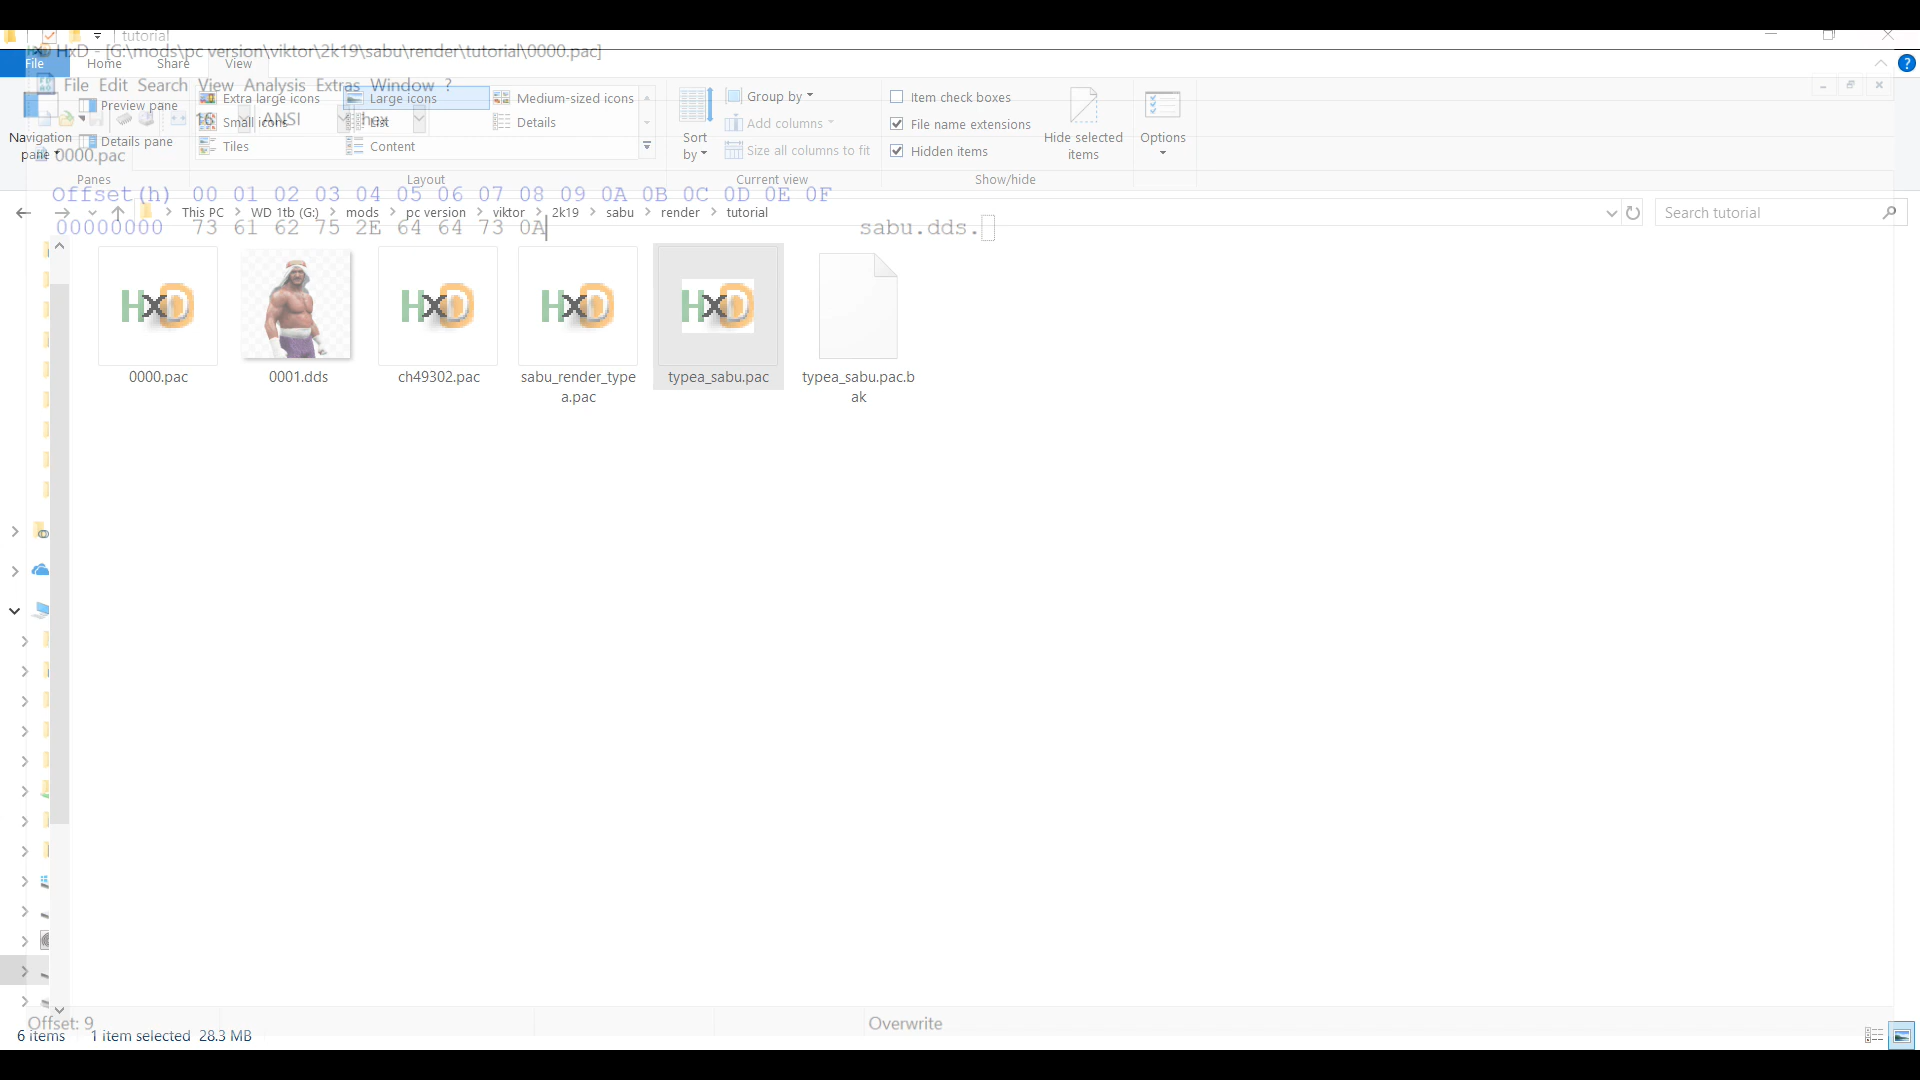 tutorial
HxD - [G:\mods\pc version\viktor\2k19\sabu\render\tutorial\0000.pac]
File Home Share View
File Edit Search View Analysis Extras Window ?
Navigation pane
Preview pane
Details pane
Panes
Extra large icons
Large icons
Medium-sized icons
Small icons
List
Details
Tiles
Content
Layout
16
ANSI
hex
0000.pac
Sort by
Group by
Add columns
Size all columns to fit
Current view
Item check boxes
File name extensions
Hidden items
Hide selected items
Show/hide
Options
Offset(h) 00 01 02 03 04 05 06 07 08 09 0A 0B 0C 0D 0E 0F
This PC > WD 1tb (G:) > mods > pc version > viktor > 2k19 > sabu > render > tutorial
Search tutorial
00000000 73 61 62 75 2E 64 64 73 0A sabu.dds.
HxD
HxD
HxD
HxD
0000.pac
0001.dds
ch49302.pac
sabu_render_type
a.pac
typea_sabu.pac
typea_sabu.pac.b
ak
Offset: 9
Overwrite
6 items 1 item selected 28.3 MB